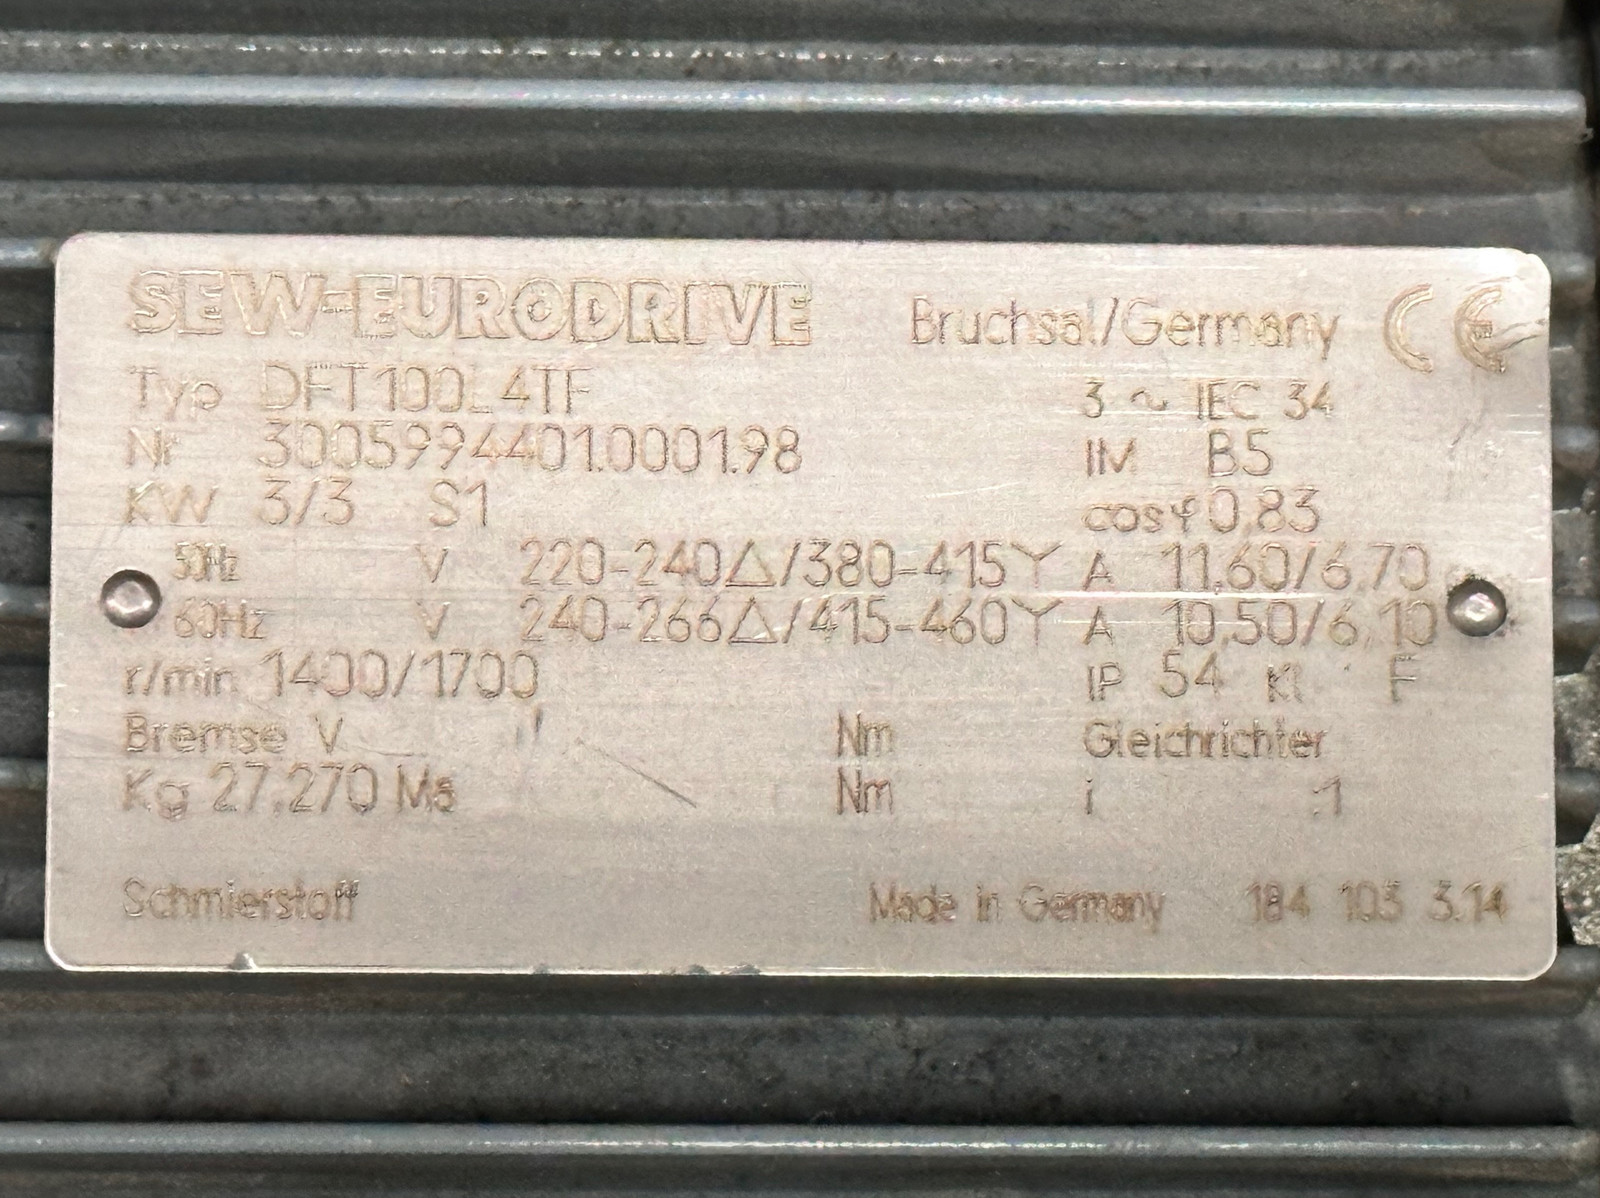 SEW-EURODRIVE Bruchsal/Germany CE
Typ DFT100L4TF 3 ~ IEC 34
Nr 3005994401.0001.98 IM B5
KW 3/3 S1 cosφ 0,83
50Hz V 220-240△/380-415Y A 11,60/6,70
60Hz V 240-266△/415-460Y A 10,50/6,10
r/min 1400/1700 IP 54 Kl F
Bremse V Nm Gleichrichter
Kg 27,270 Ma Nm i :1
Schmierstoff Made in Germany 184 103 3.14